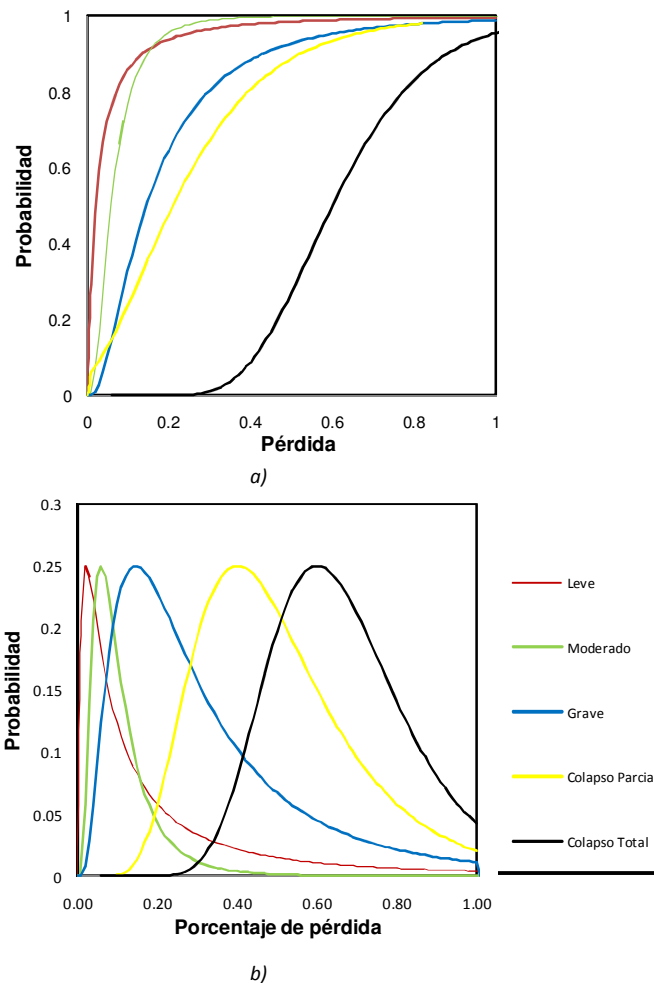 1
0.8
0.6
0.4
0.2
0
Probabilidad
0 0.2 0.4 0.6 0.8 1
Pérdida
a)
0.3
0.25
0.2
0.15
0.1
0.05
0
Probabilidad
0.00 0.20 0.40 0.60 0.80 1.00
Porcentaje de pérdida
Leve
Moderado
Grave
Colapso Parcia
Colapso Total
b)